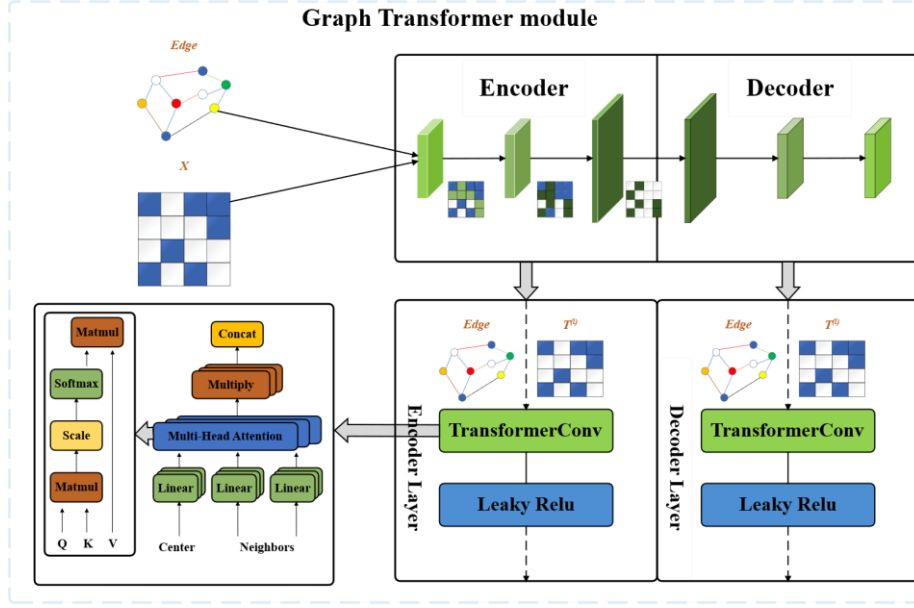 Graph Transformer module
Edge
X
Encoder
Decoder
Matmul
Softmax
Scale
Matmul
Q
K
V
Concat
Multiply
Multi-Head Attention
Linear
Linear
Linear
Center
Neighbors
Edge
TransformerConv
Leaky Relu
Encoder Layer
Edge
TransformerConv
Leaky Relu
Decoder Layer